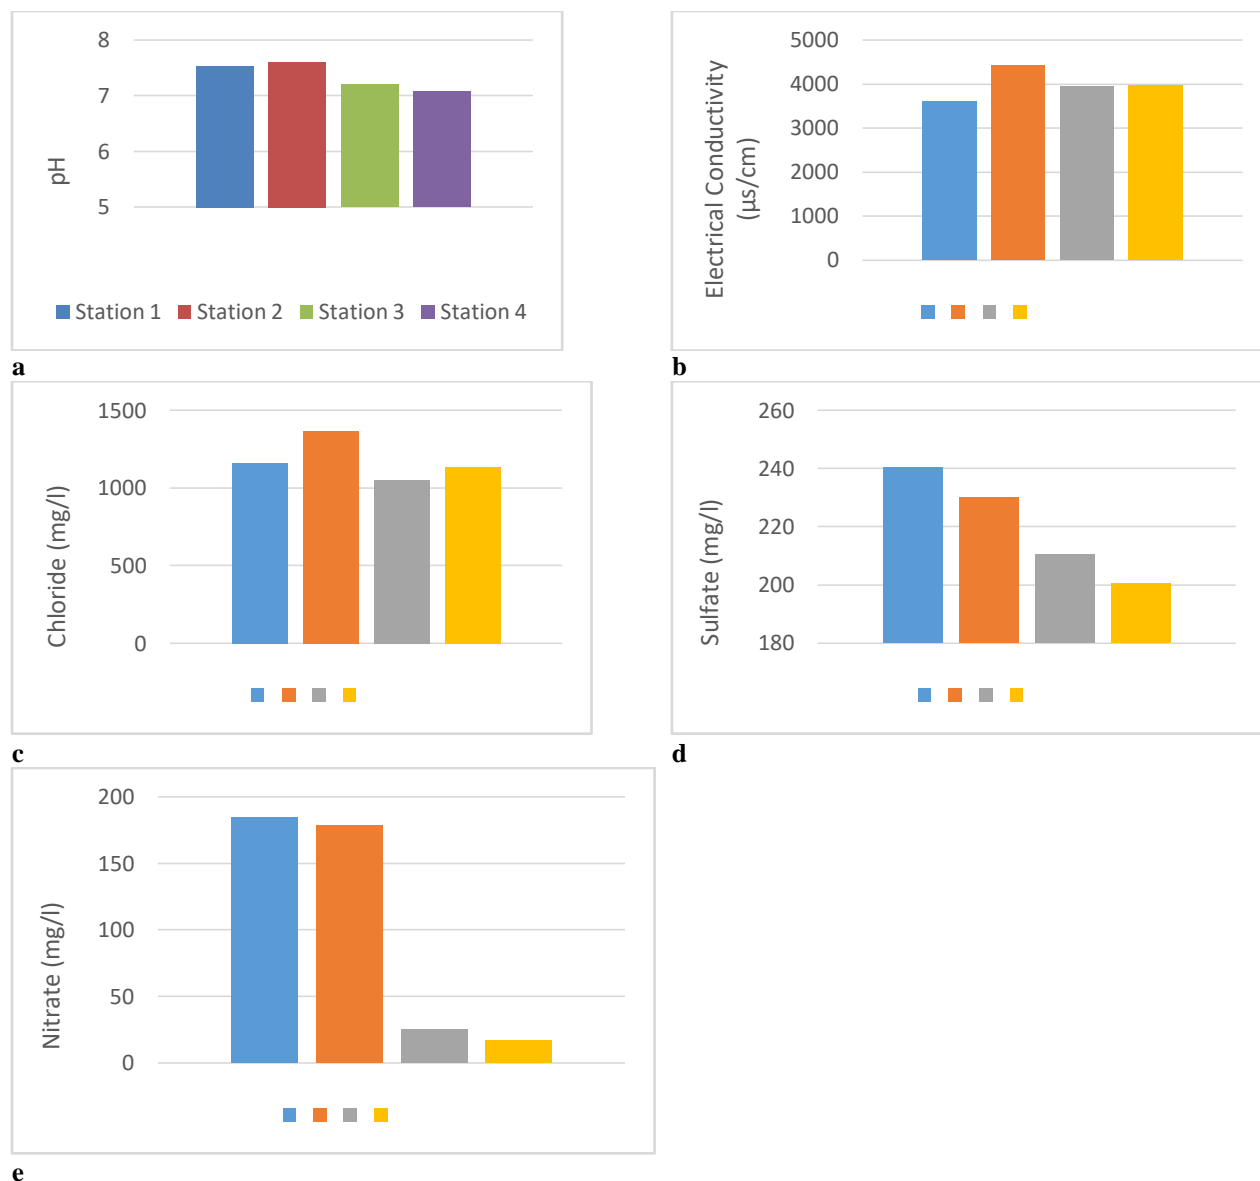 8
7
6
5
pH
Station 1 Station 2 Station 3 Station 4
a
5000
4000
3000
2000
1000
0
Electrical Conductivity
(µs/cm)
b
1500
1000
500
0
Chloride (mg/l)
c
260
240
220
200
180
Sulfate (mg/l)
d
200
150
100
50
0
Nitrate (mg/l)
e